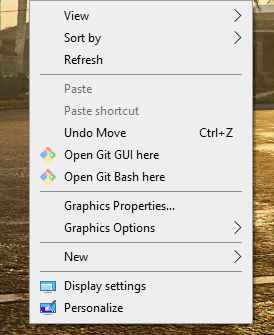 View
Sort by
Refresh
Paste
Paste shortcut
Undo Move Ctrl+Z
Open Git GUI here
Open Git Bash here
Graphics Properties...
Graphics Options
New
Display settings
Personalize